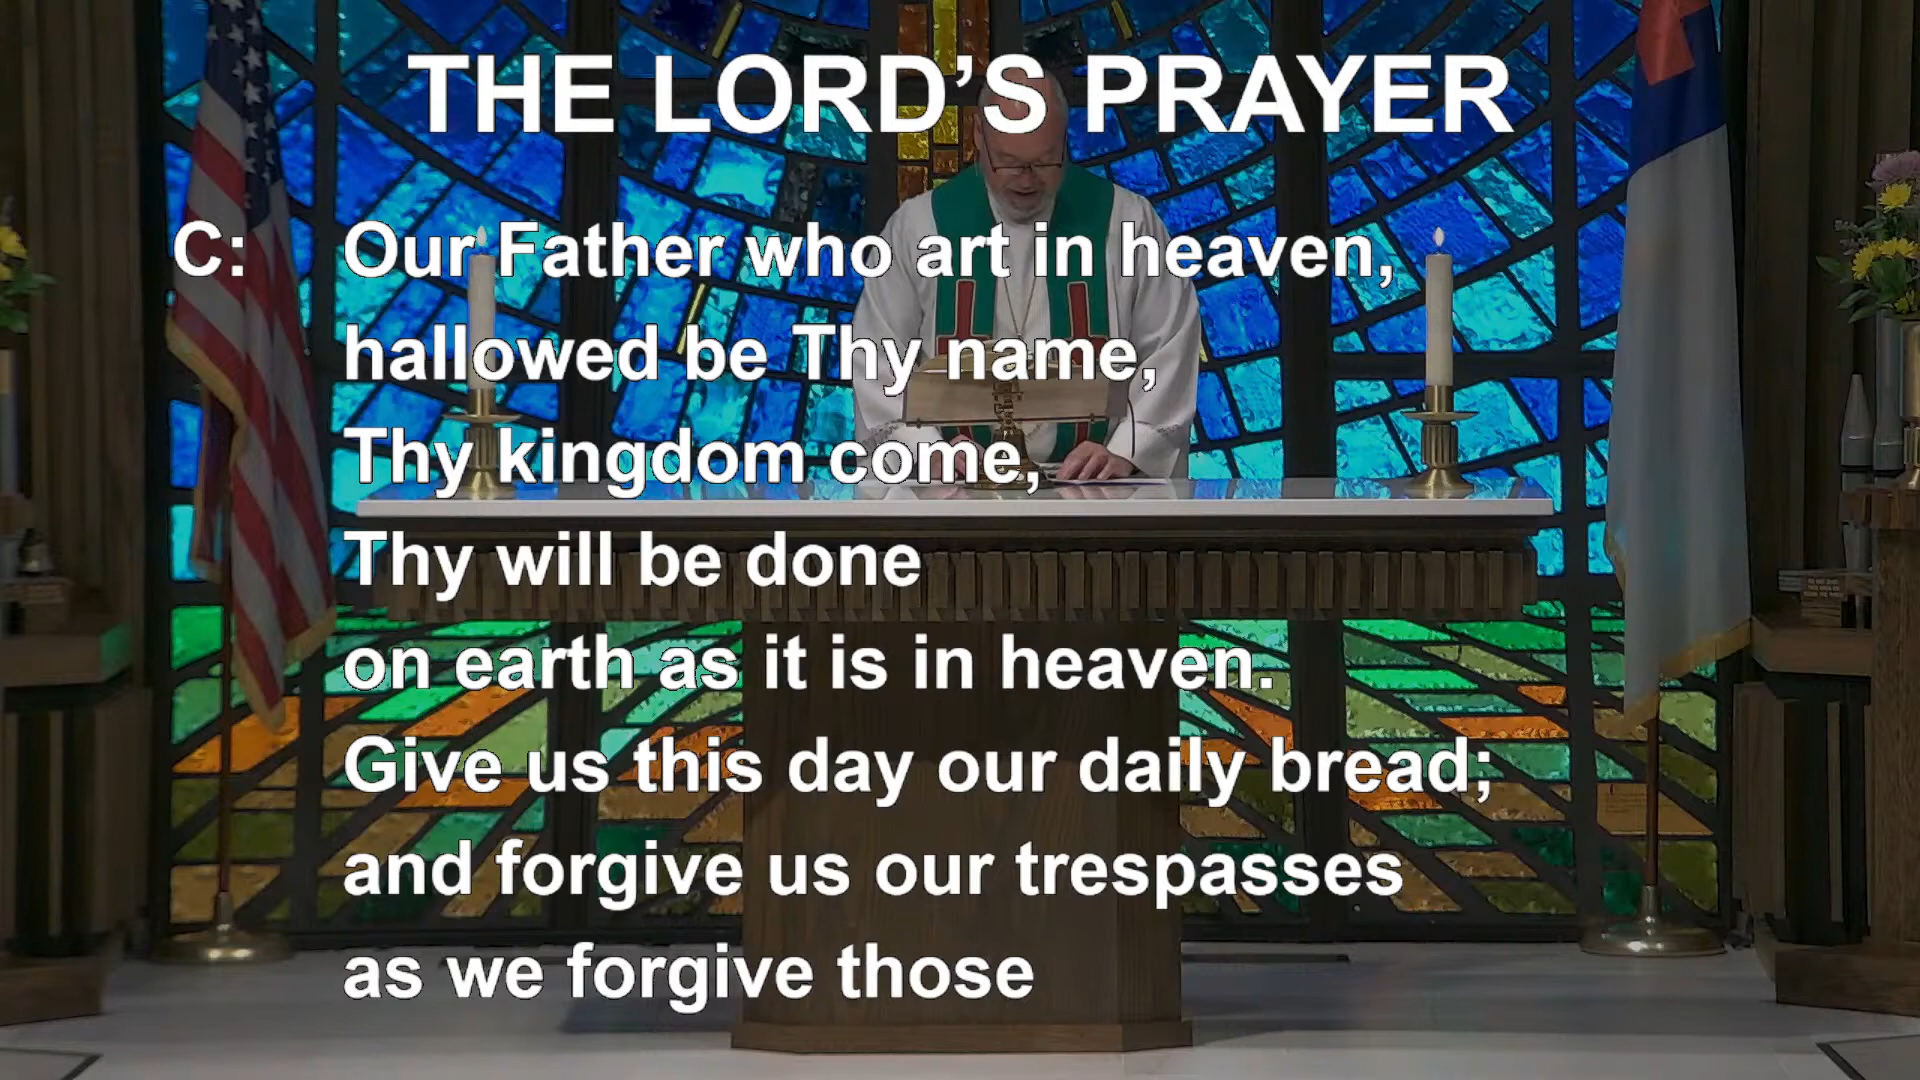 THE LORD’S PRAYER
C: Our Father who art in heaven,
hallowed be Thy name,
Thy kingdom come,
Thy will be done
on earth as it is in heaven.
Give us this day our daily bread;
and forgive us our trespasses
as we forgive those